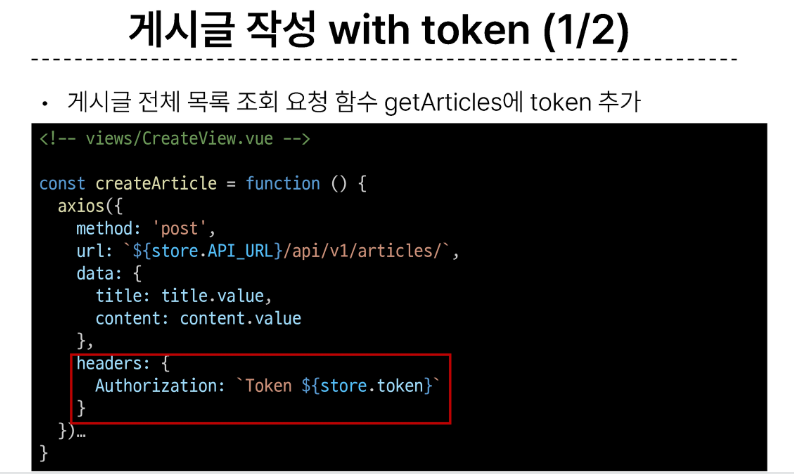 게시글 작성 with token (1/2)
• 게시글 전체 목록 조회 요청 함수 getArticles에 token 추가
<!-- views/CreateView.vue -->
const createArticle = function () {
  axios({
    method: 'post',
    url: `${store.API_URL}/api/v1/articles/`,
    data: {
      title: title.value,
      content: content.value
    },
    headers: {
      Authorization: `Token ${store.token}`
    }
  })…
}